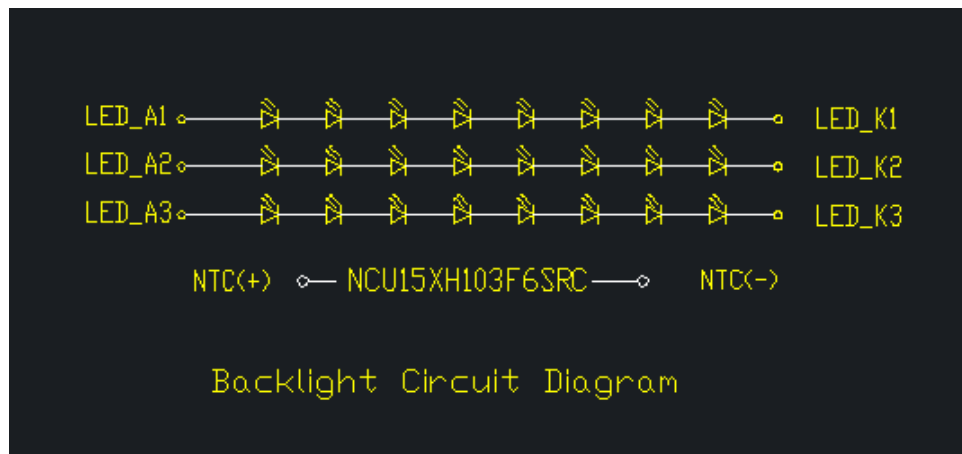 LED_A1 LED_K1
LED_A2 LED_K2
LED_A3 LED_K3
NTC(+) NCU15XH103F6SRC NTC(-)
Backlight Circuit Diagram